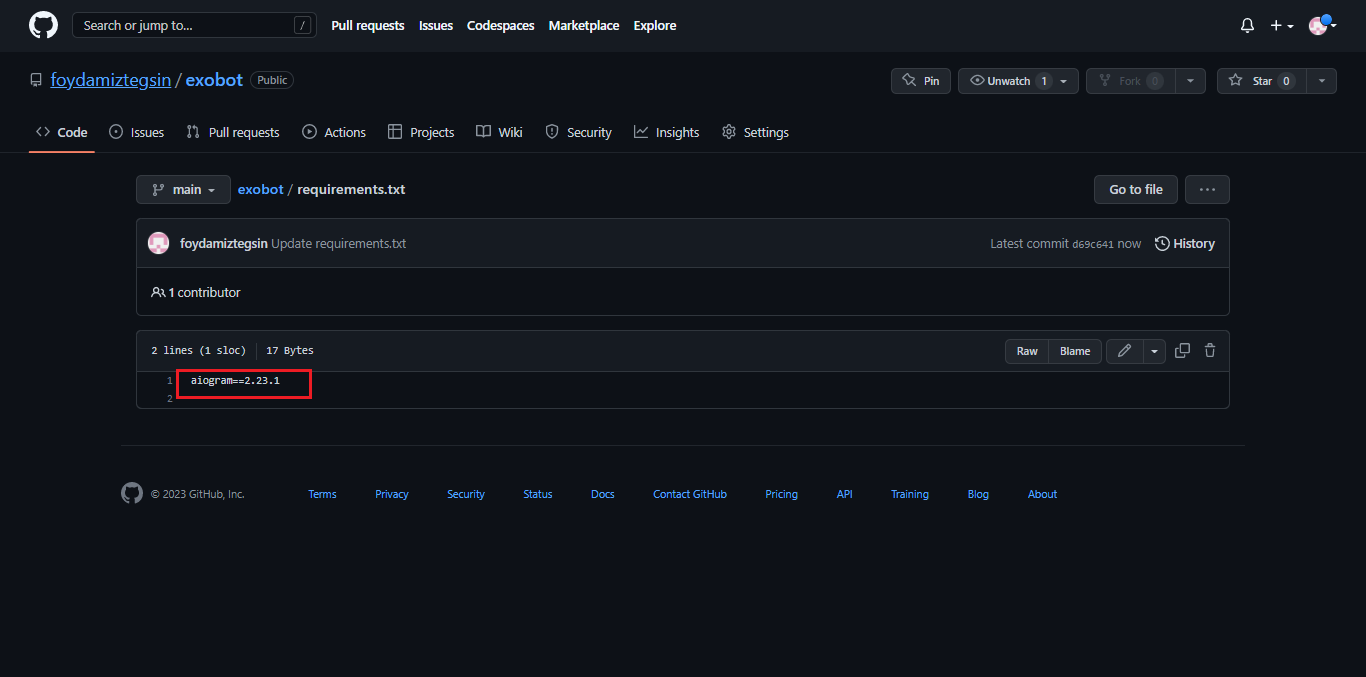 Search or jump to... /
Pull requests Issues Codespaces Marketplace Explore
foydamiztegsin / exobot Public
Pin Unwatch 1 Fork 0 Star 0
Code Issues Pull requests Actions Projects Wiki Security Insights Settings
main exobot / requirements.txt Go to file ...
foydamiztegsin Update requirements.txt Latest commit d69c641 now History
1 contributor
2 lines (1 sloc) 17 Bytes Raw Blame
1 aiogram==2.23.1
2
© 2023 GitHub, Inc. Terms Privacy Security Status Docs Contact GitHub Pricing API Training Blog About